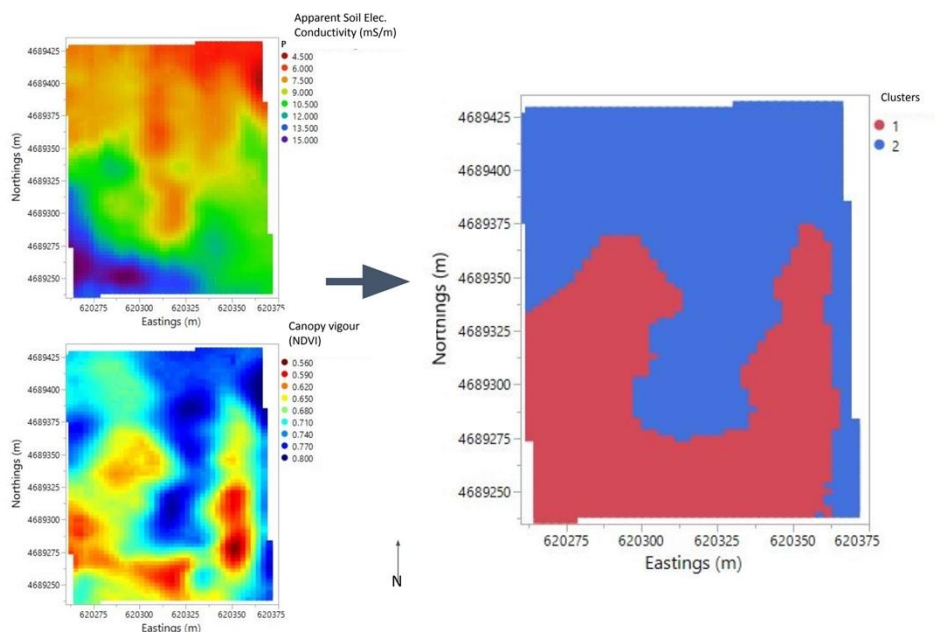 Apparent Soil Elec.
Conductivity (mS/m)
P
4.500
6.000
7.500
9.000
10.500
12.000
13.500
15.000
4689425
4689400
4689375
4689350
4689325
4689300
4689275
4689250
Northings (m)
620275 620300 620325 620350 620375
Eastings (m)
Canopy vigour
(NDVI)
0.560
0.590
0.620
0.650
0.680
0.710
0.740
0.770
0.800
4689425
4689400
4689375
4689350
4689325
4689300
4689275
4689250
Northings (m)
620275 620300 620325 620350 620375
Eastings (m)
N
Clusters
1
2
4689425
4689400
4689375
4689350
4689325
4689300
4689275
4689250
Northings (m)
620275 620300 620325 620350 620375
Eastings (m)